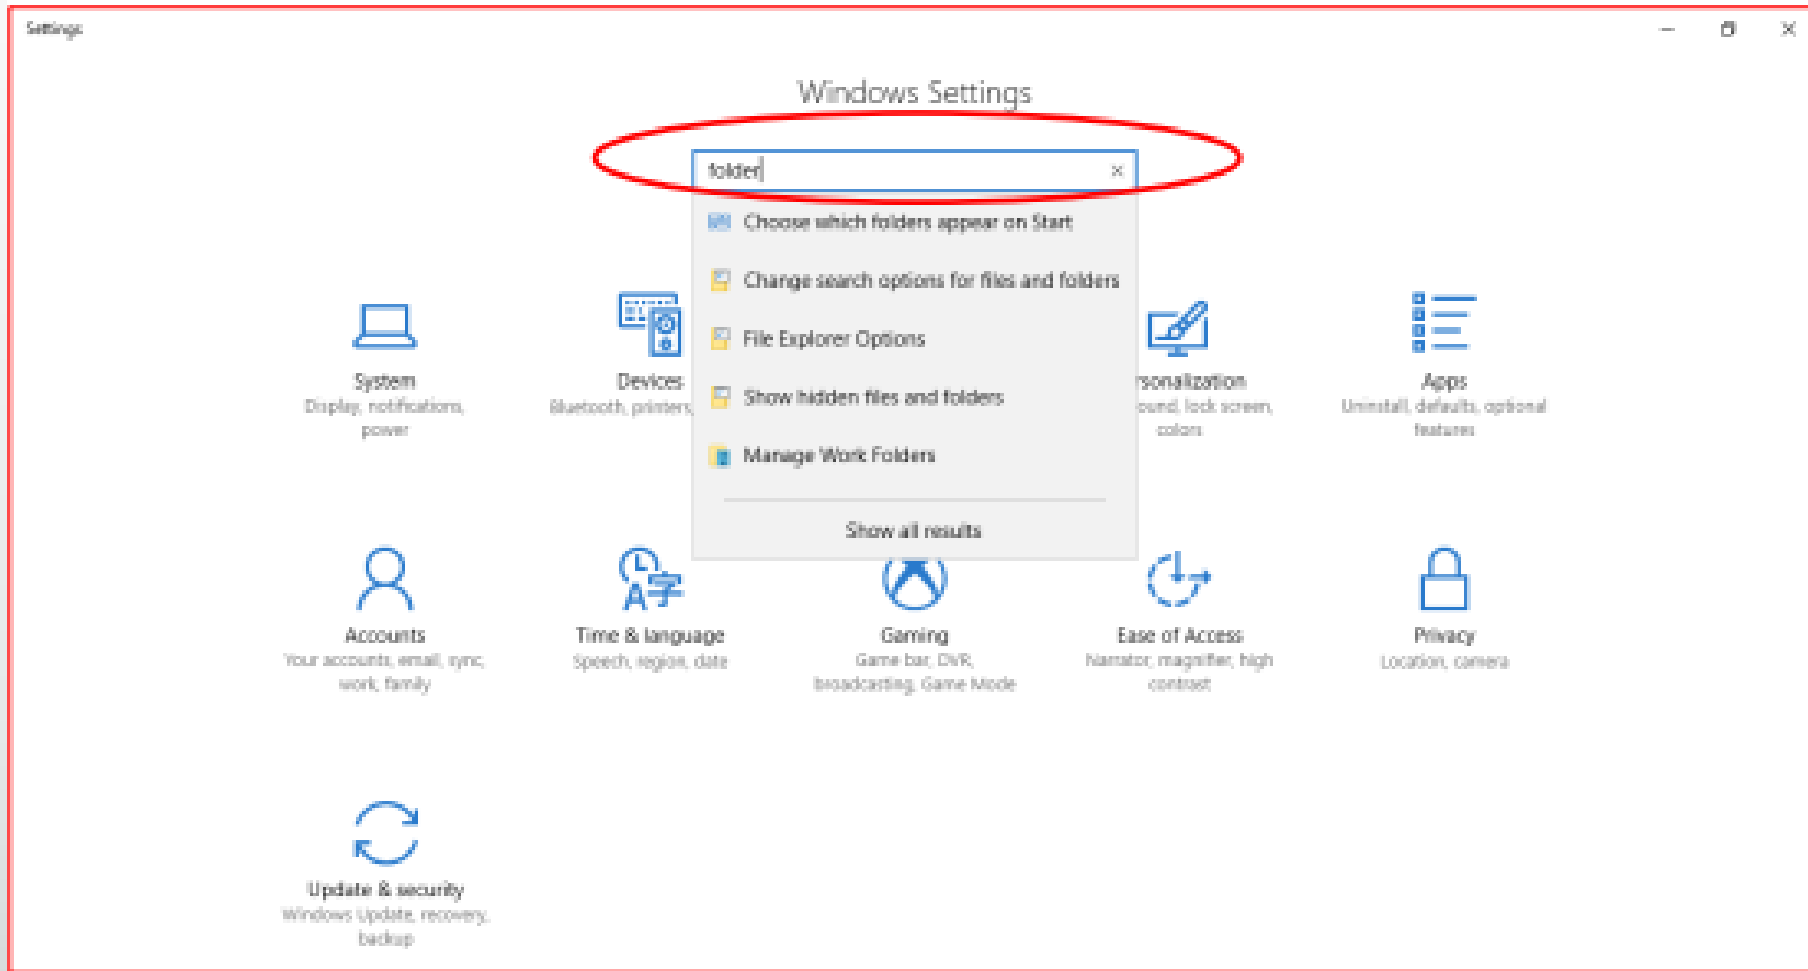 Settings
Windows Settings
folder
Choose which folders appear on Start
Change search options for files and folders
File Explorer Options
Show hidden files and folders
Manage Work Folders
Show all results
System
Display, notifications,
power
Devices
Bluetooth, printers,
rsonalization
ound, lock screen,
colors
Apps
Uninstall, defaults, optional
features
Accounts
Your accounts, email, sync,
work, family
Time & language
Speech, region, date
A字
Gaming
Game bar, DVR,
broadcasting, Game Mode
Ease of Access
Narrator, magnifier, high
contrast
Privacy
Location, camera
Update & security
Windows Update, recovery,
backup